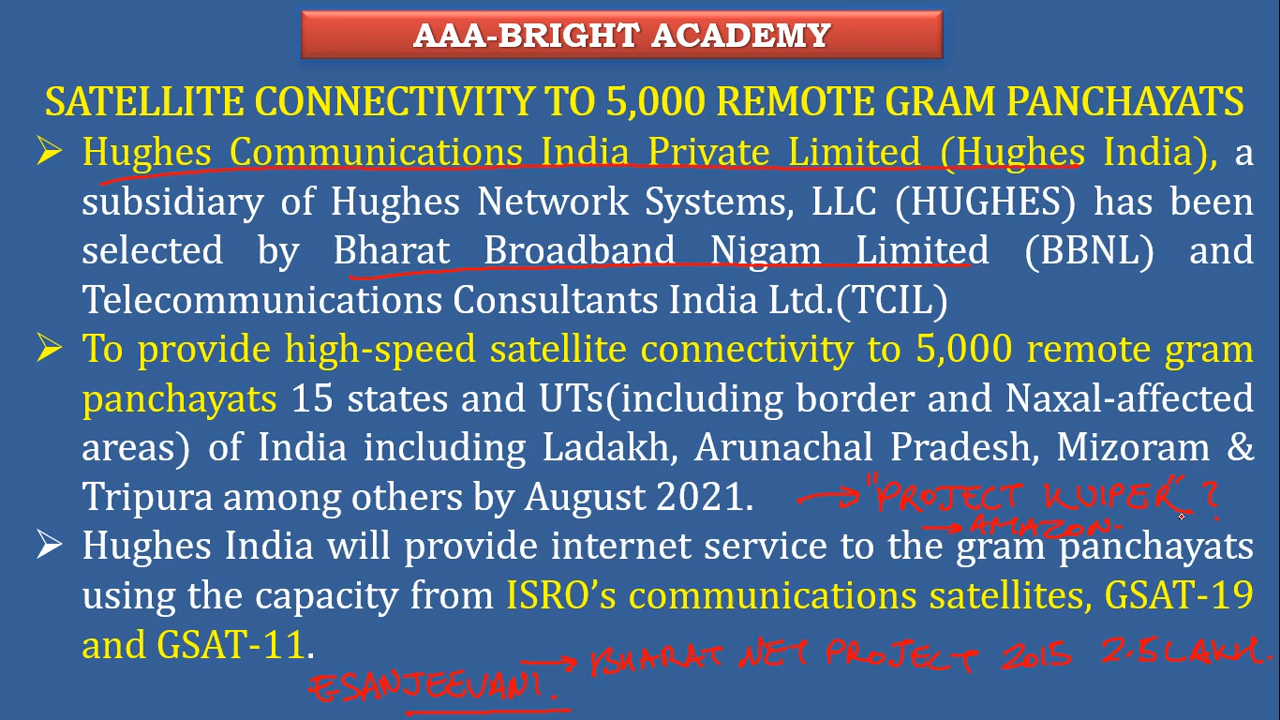 AAA-BRIGHT ACADEMY
SATELLITE CONNECTIVITY TO 5,000 REMOTE GRAM PANCHAYATS
➢ Hughes Communications India Private Limited (Hughes India), a
subsidiary of Hughes Network Systems, LLC (HUGHES) has been
selected by Bharat Broadband Nigam Limited (BBNL) and
Telecommunications Consultants India Ltd.(TCIL)
➢ To provide high-speed satellite connectivity to 5,000 remote gram
panchayats 15 states and UTs(including border and Naxal-affected
areas) of India including Ladakh, Arunachal Pradesh, Mizoram &
Tripura among others by August 2021. → "PROJECT KUIPER" ?
→ AMAZON-
➢ Hughes India will provide internet service to the gram panchayats
using the capacity from ISRO's communications satellites, GSAT-19
and GSAT-11.
→ BHARAT NET PROJECT 2015 2.5 LAKH.
ESANJEEVANI.